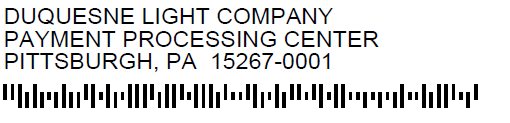 DUQUESNE LIGHT COMPANY
PAYMENT PROCESSING CENTER
PITTSBURGH, PA  15267-0001